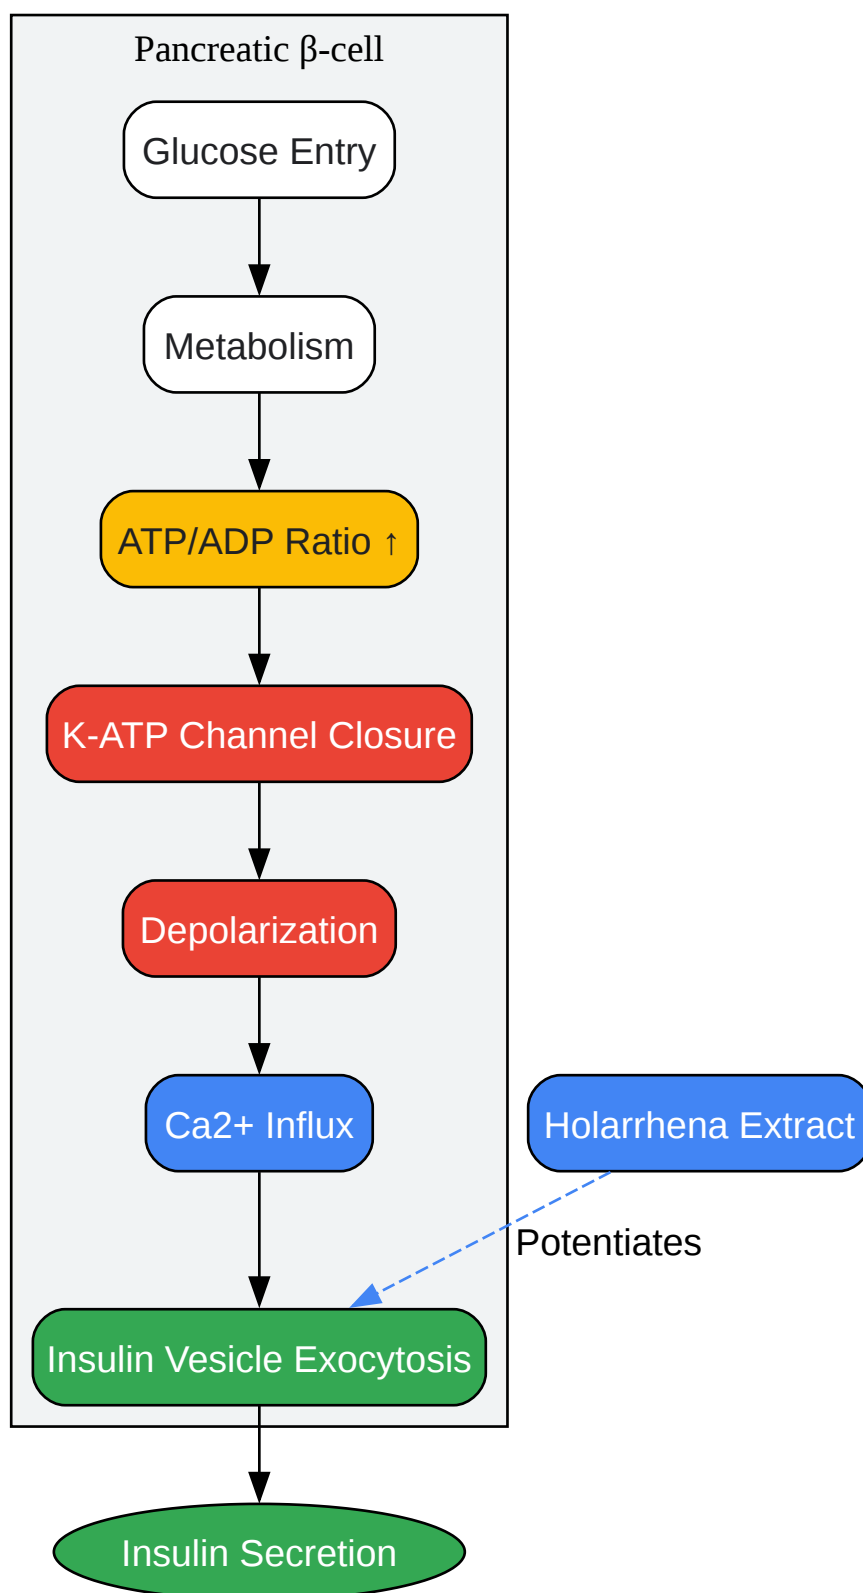 Pancreatic β-cell
Glucose Entry
Metabolism
ATP/ADP Ratio ↑
K-ATP Channel Closure
Depolarization
Ca2+ Influx
Holarrhena Extract
Potentiates
Insulin Vesicle Exocytosis
Insulin Secretion